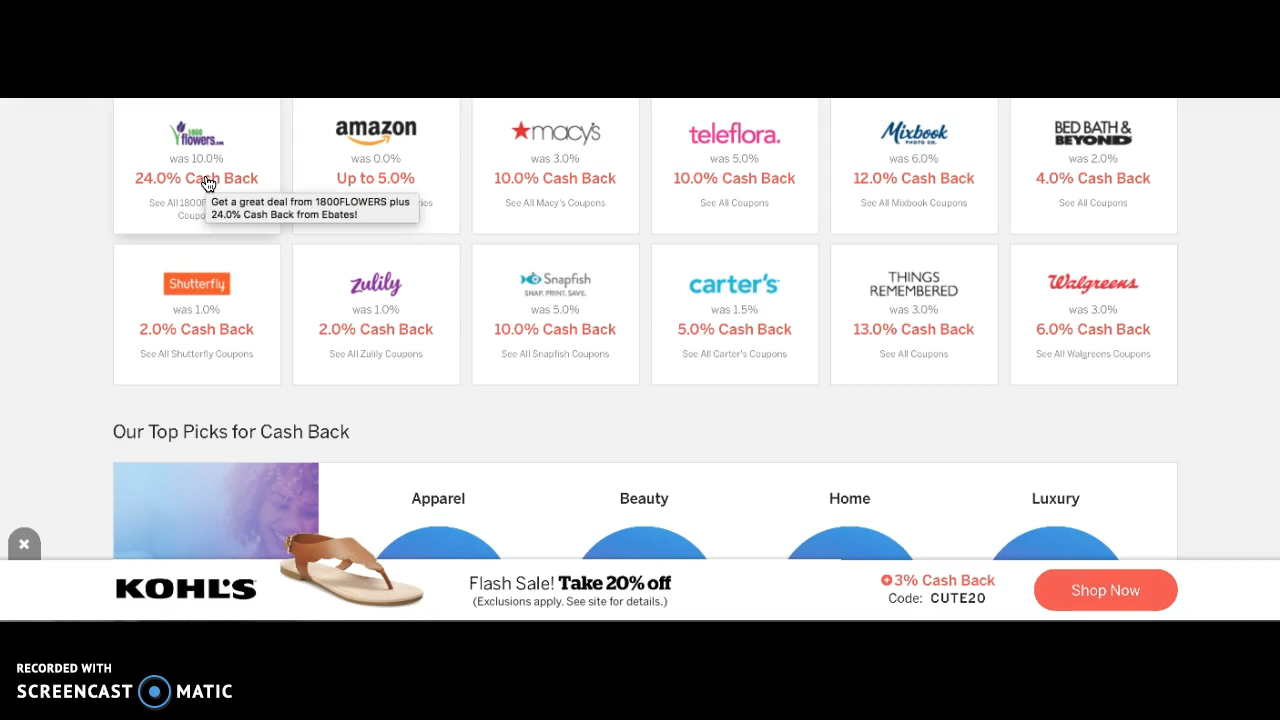 1800
flowers.com
was 10.0%
24.0% Cash Back
See All 1800F
Coupo
Get a great deal from 1800FLOWERS plus
24.0% Cash Back from Ebates!
amazon
was 0.0%
Up to 5.0%
ries
macy's
was 3.0%
10.0% Cash Back
See All Macy's Coupons
teleflora.
was 5.0%
10.0% Cash Back
See All Coupons
Mixbook
PHOTO CO.
was 6.0%
12.0% Cash Back
See All Mixbook Coupons
BED BATH &
BEYOND
was 2.0%
4.0% Cash Back
See All Coupons
Shutterfly
was 1.0%
2.0% Cash Back
See All Shutterfly Coupons
zulily
was 1.0%
2.0% Cash Back
See All Zulily Coupons
Snapfish
SNAP. PRINT. SAVE.
was 5.0%
10.0% Cash Back
See All Snapfish Coupons
carter's
was 1.5%
5.0% Cash Back
See All Carter's Coupons
THINGS
REMEMBERED
was 3.0%
13.0% Cash Back
See All Coupons
Walgreens
was 3.0%
6.0% Cash Back
See All Walgreens Coupons
Our Top Picks for Cash Back
Apparel
Beauty
Home
Luxury
KOHL'S
Flash Sale! Take 20% off
(Exclusions apply. See site for details.)
3% Cash Back
Code: CUTE20
Shop Now
RECORDED WITH
SCREENCAST MATIC